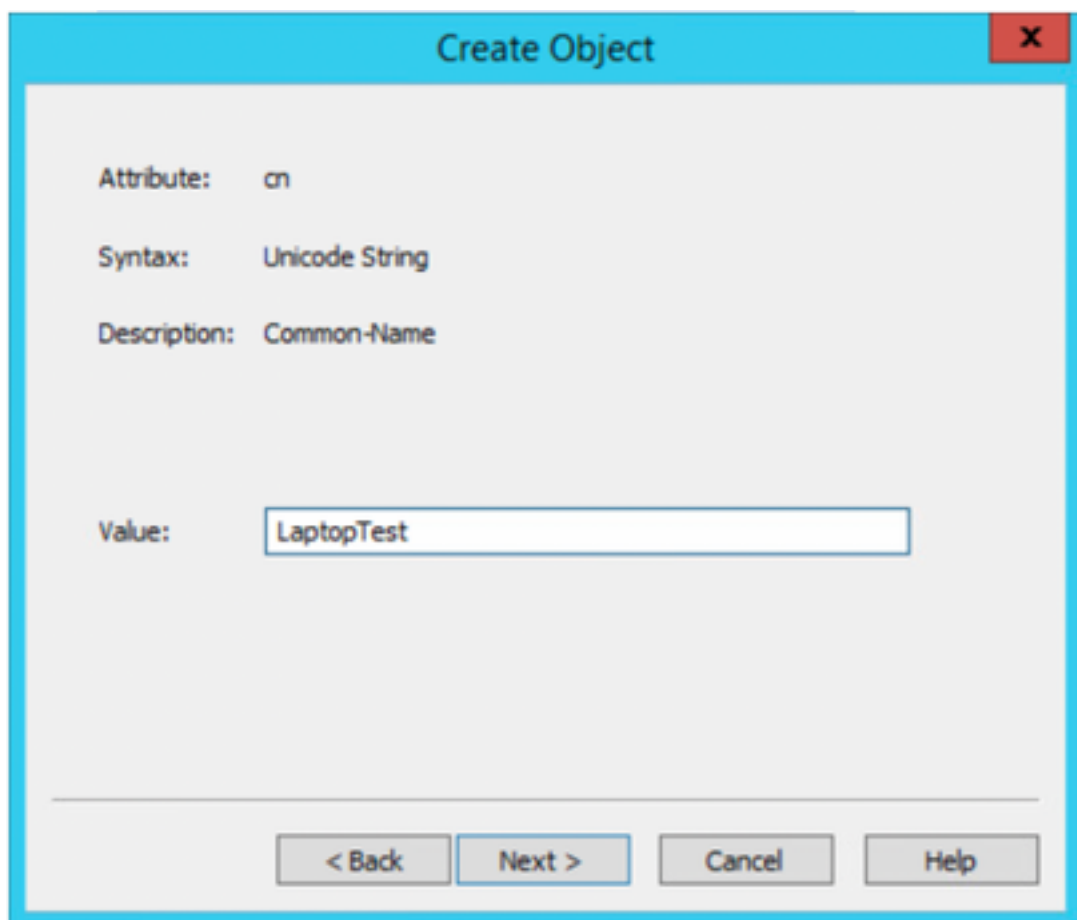 Create Object
x
Attribute: cn
Syntax: Unicode String
Description: Common-Name
Value: LaptopTest
< Back Next > Cancel Help